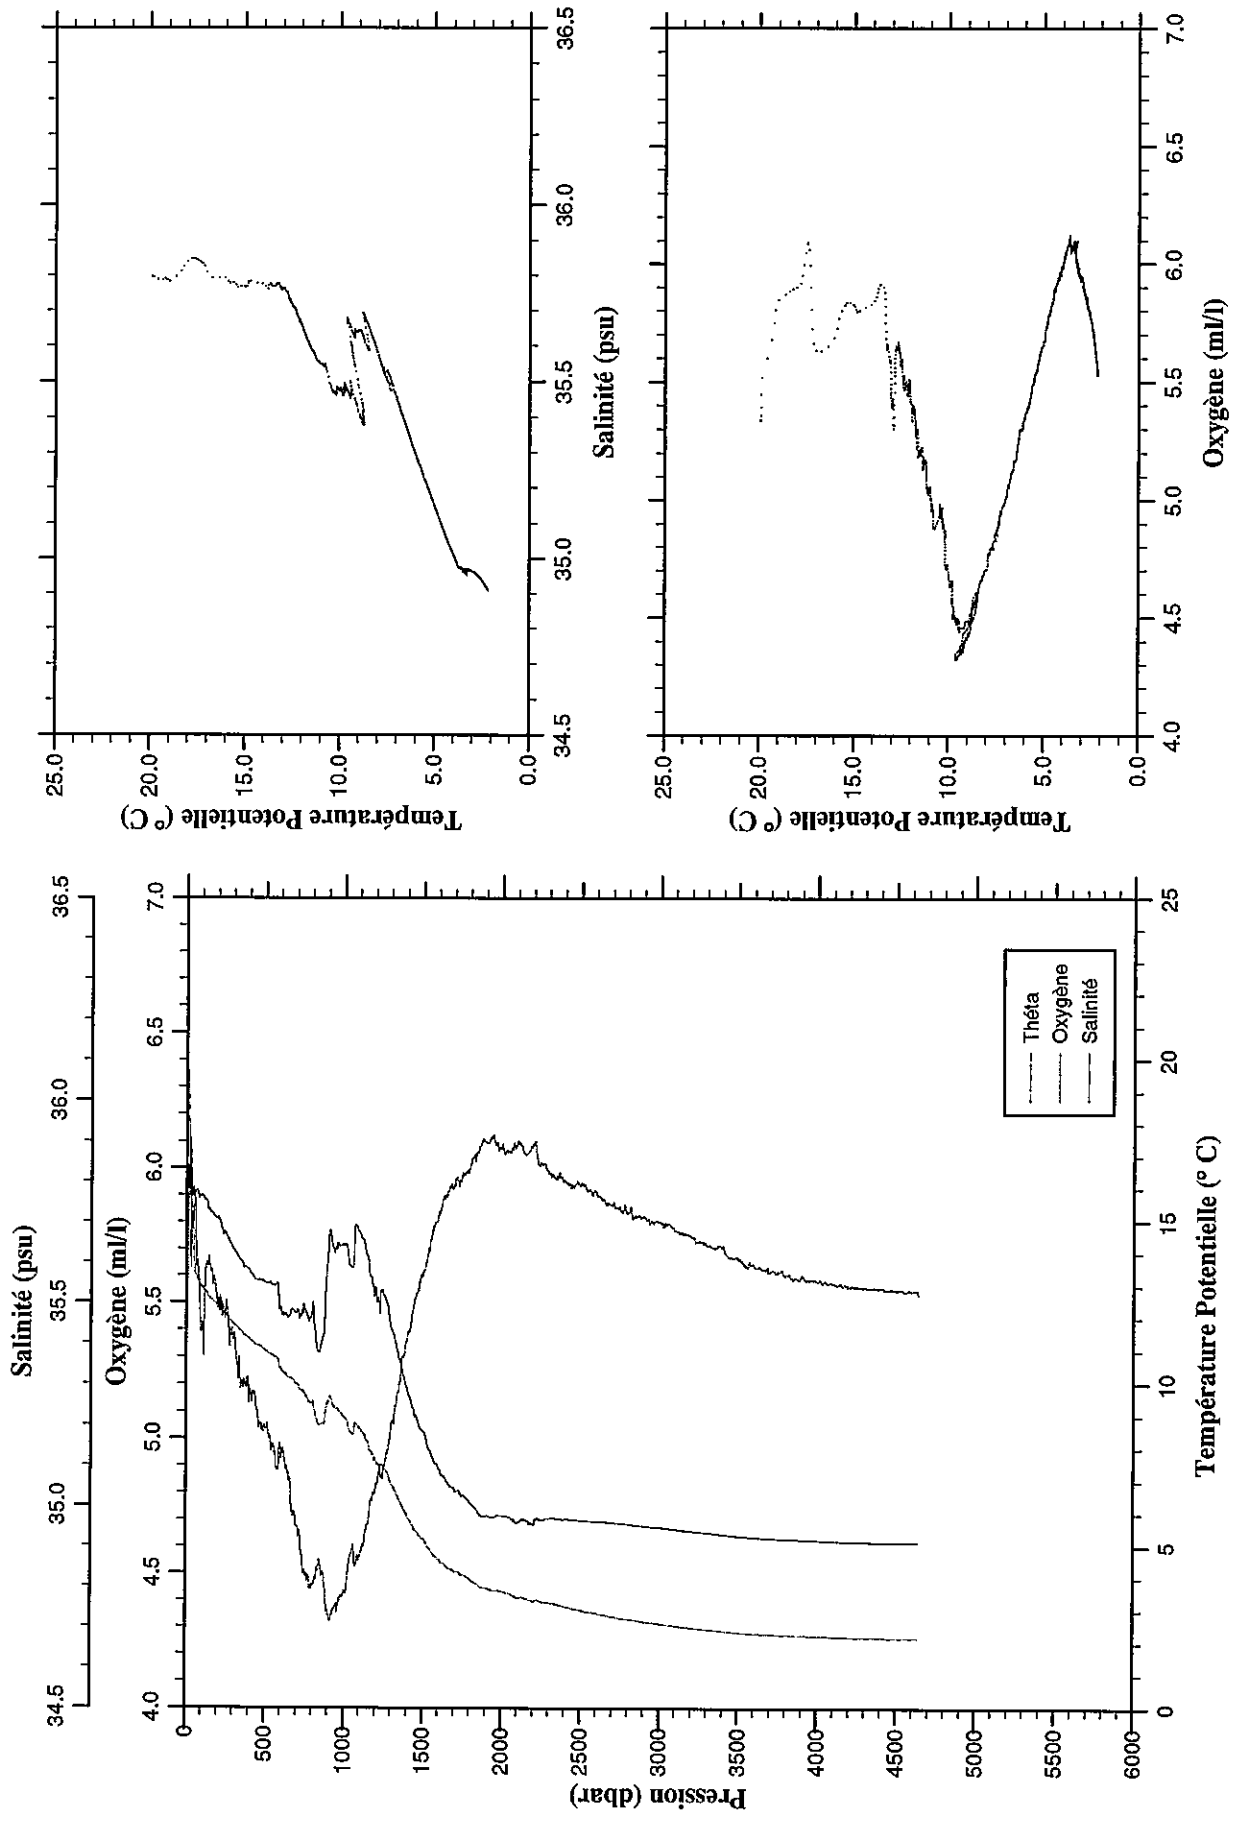 Salinité (psu)
34.5 35.0 35.5 36.0 36.5
Oxygène (ml/l)
4.0 4.5 5.0 5.5 6.0 6.5 7.0
Pression (dbar)
0
500
1000
1500
2000
2500
3000
3500
4000
4500
5000
5500
6000
Théta
Oxygène
Salinité
0 5 10 15 20 25
Température Potentielle (° C)
Température Potentielle (° C)
25.0
20.0
15.0
10.0
5.0
0.0
34.5 35.0 35.5 36.0 36.5
Salinité (psu)
Température Potentielle (° C)
25.0
20.0
15.0
10.0
5.0
0.0
4.0 4.5 5.0 5.5 6.0 6.5 7.0
Oxygène (ml/l)